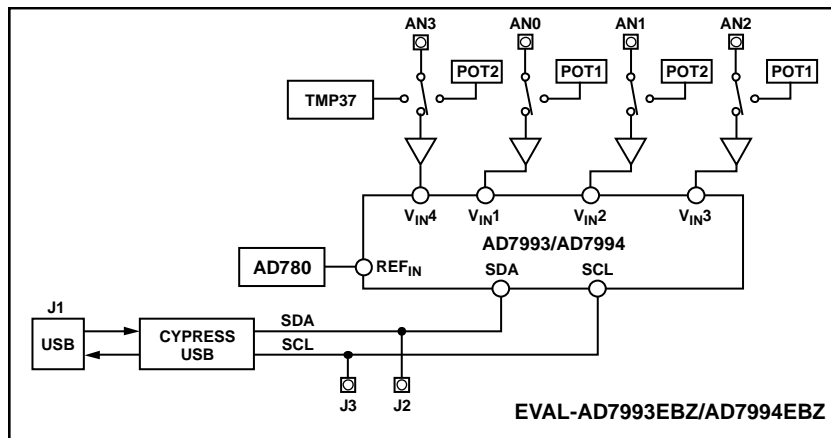 AN3 AN0 AN1 AN2
POT2 POT1 POT2 POT1
TMP37
VIN4 VIN1 VIN2 VIN3
AD7993/AD7994
AD780 REFIN SDA SCL
J1
USB
CYPRESS
USB
SDA
SCL
J3 J2
EVAL-AD7993EBZ/AD7994EBZ